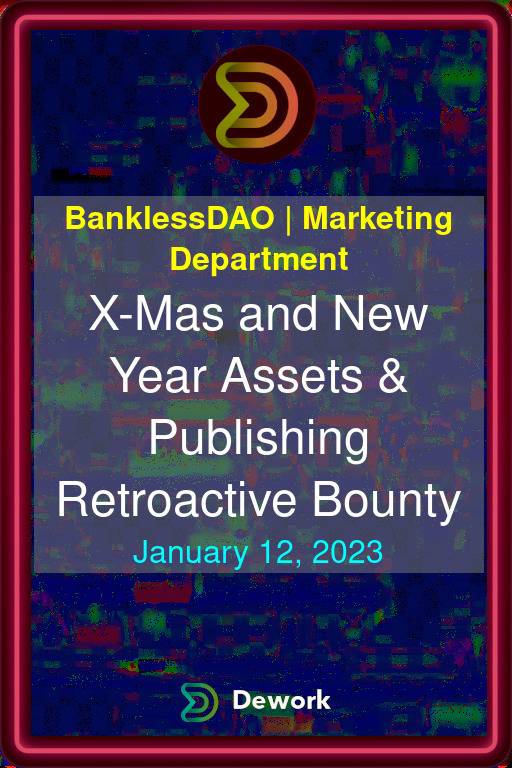 BanklessDAO | Marketing
Department
X-Mas and New
Year Assets &
Publishing
Retroactive Bounty
January 12, 2023
Dework